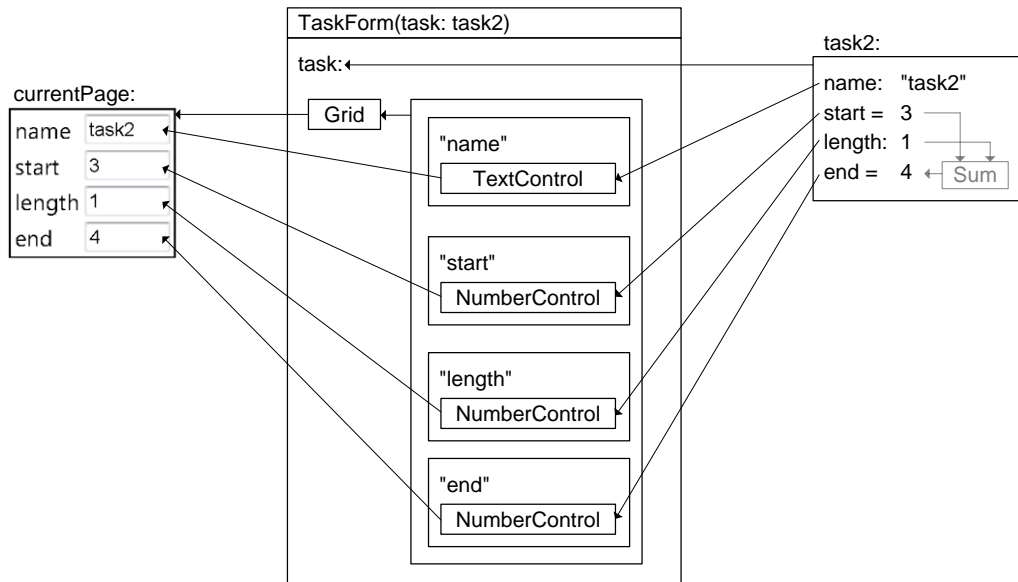 TaskForm(task: task2)
task:
Grid
"name"
TextControl
"start"
NumberControl
"length"
NumberControl
"end"
NumberControl
currentPage:
name task2
start 3
length 1
end 4
task2:
name: "task2"
start = 3
length: 1
end = 4 Sum